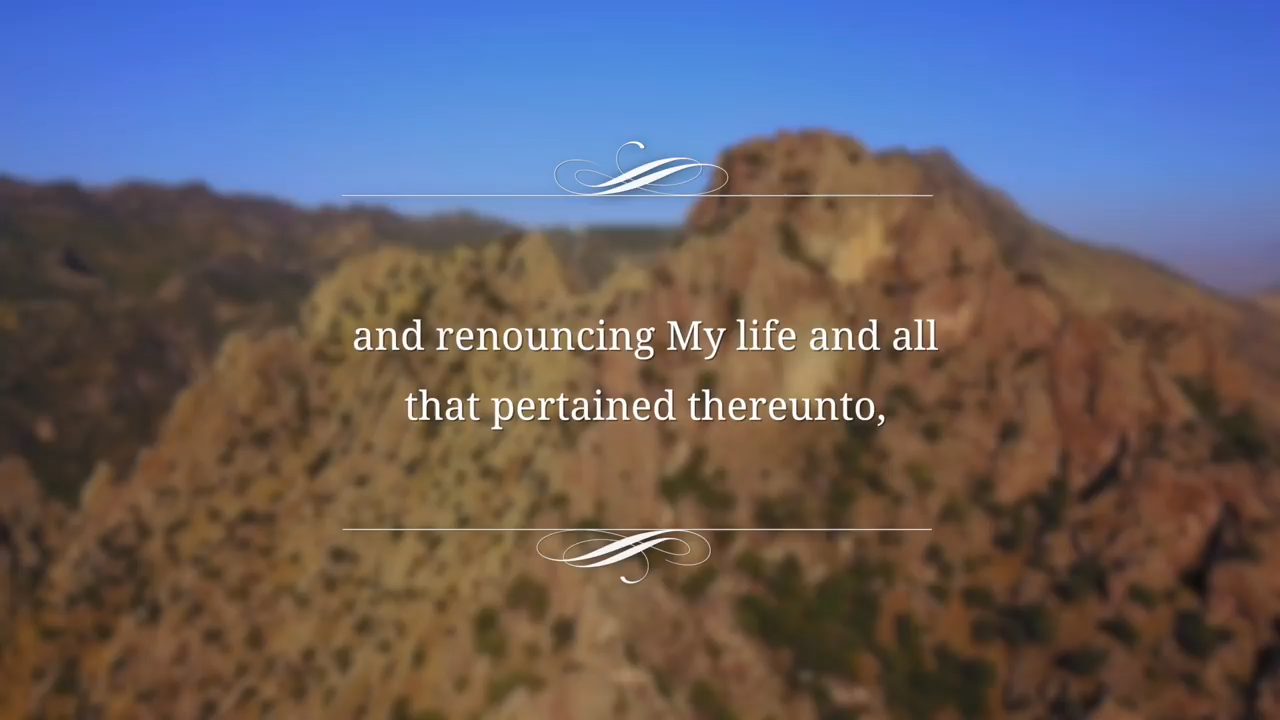 and renouncing My life and all
that pertained thereunto,